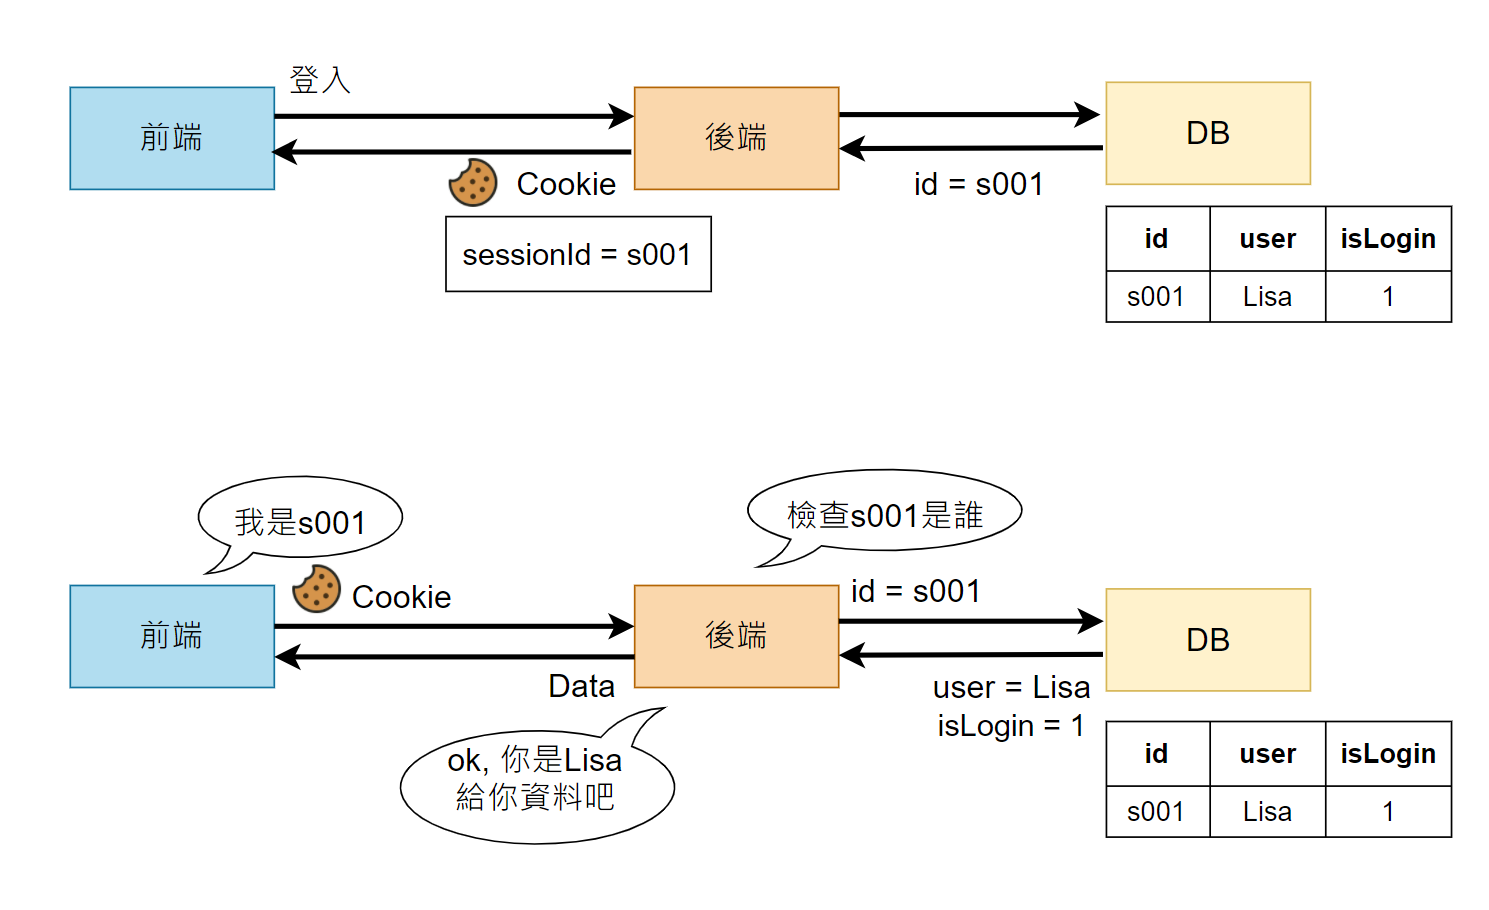 登入
前端
後端
DB
Cookie
id = s001
sessionId = s001
id user isLogin
s001 Lisa 1
我是s001
檢查s001是誰
Cookie
id = s001
前端
後端
DB
Data
user = Lisa
isLogin = 1
ok, 你是Lisa
給你資料吧
id user isLogin
s001 Lisa 1